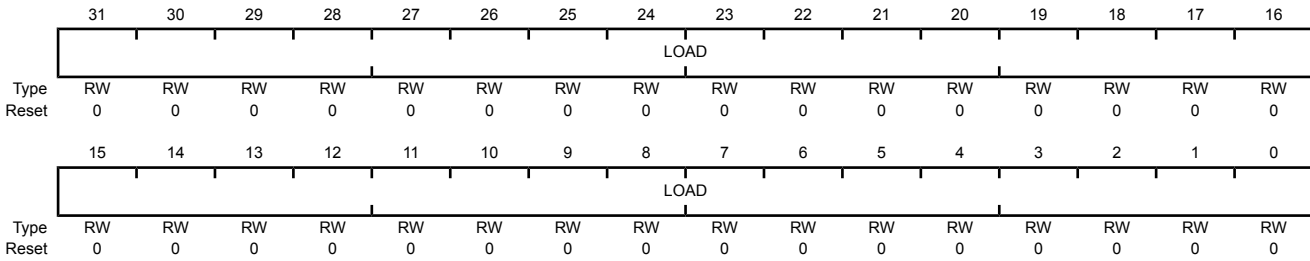 31 30 29 28 27 26 25 24 23 22 21 20 19 18 17 16
LOAD
Type RW RW RW RW RW RW RW RW RW RW RW RW RW RW RW RW
Reset 0 0 0 0 0 0 0 0 0 0 0 0 0 0 0 0
15 14 13 12 11 10 9 8 7 6 5 4 3 2 1 0
LOAD
Type RW RW RW RW RW RW RW RW RW RW RW RW RW RW RW RW
Reset 0 0 0 0 0 0 0 0 0 0 0 0 0 0 0 0